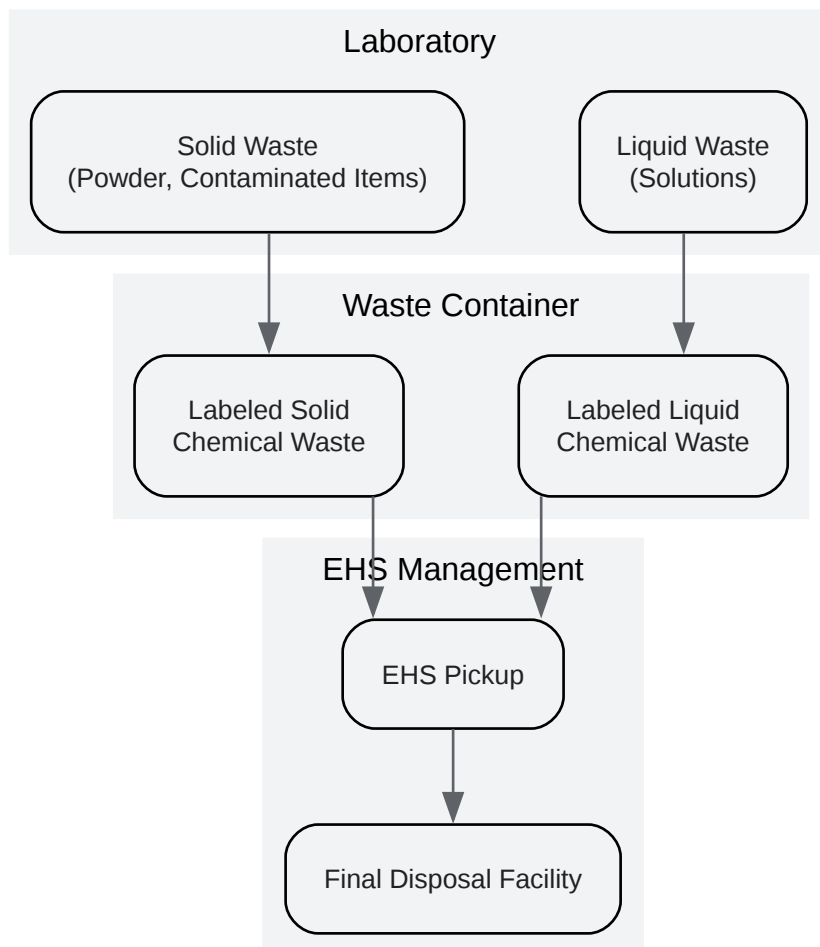 Laboratory
Solid Waste
(Powder, Contaminated Items)
Liquid Waste
(Solutions)
Waste Container
Labeled Solid
Chemical Waste
Labeled Liquid
Chemical Waste
EHS Management
EHS Pickup
Final Disposal Facility